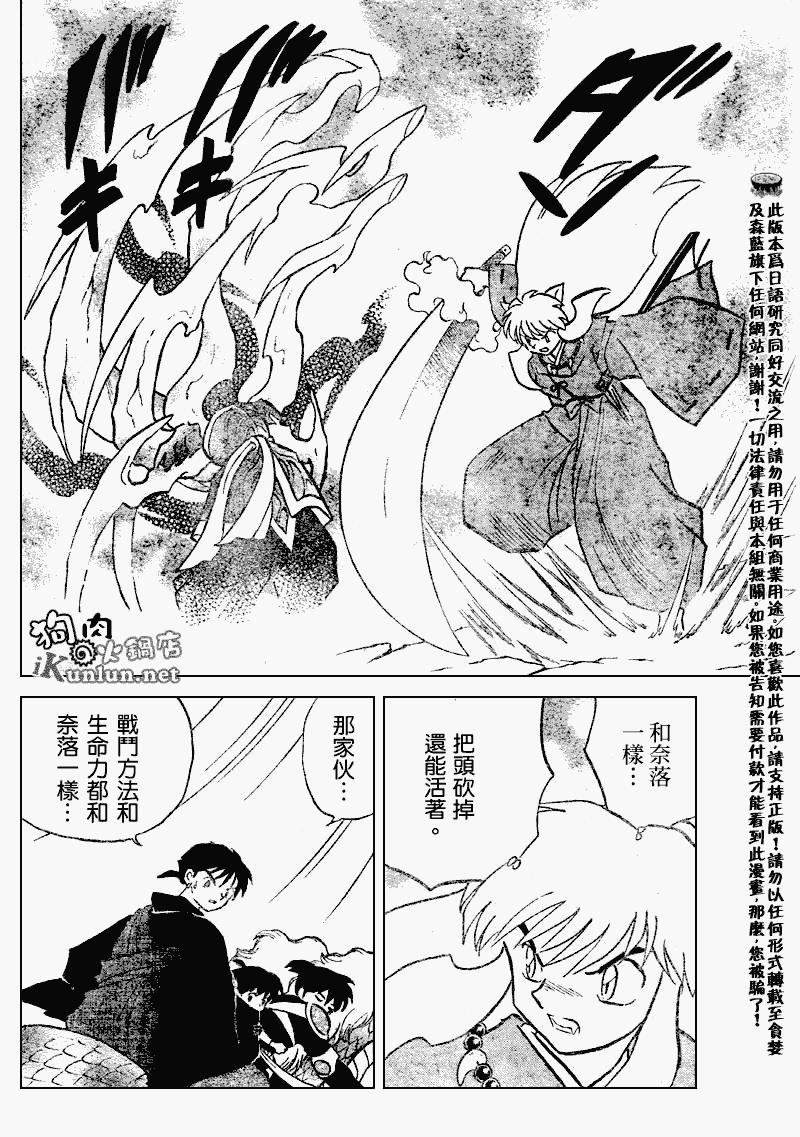 ダ
バギ
バギ
此版本爲日語研究同好交流之用，請勿用于任何商業用途。如您喜歡此作品，請支持正版！請勿以任何形式轉載至貪婪
及森藍旗下任何網站，謝謝！一切法律責任與本組無關。如果您被告知需要付款才能看到此漫畫，那麼，您被騙了！
狗肉
火鍋店
iKunlun.net
和奈落
一樣…
把頭砍掉
還能活著。
那家伙…
戰鬥方法和
生命力都和
奈落一樣…